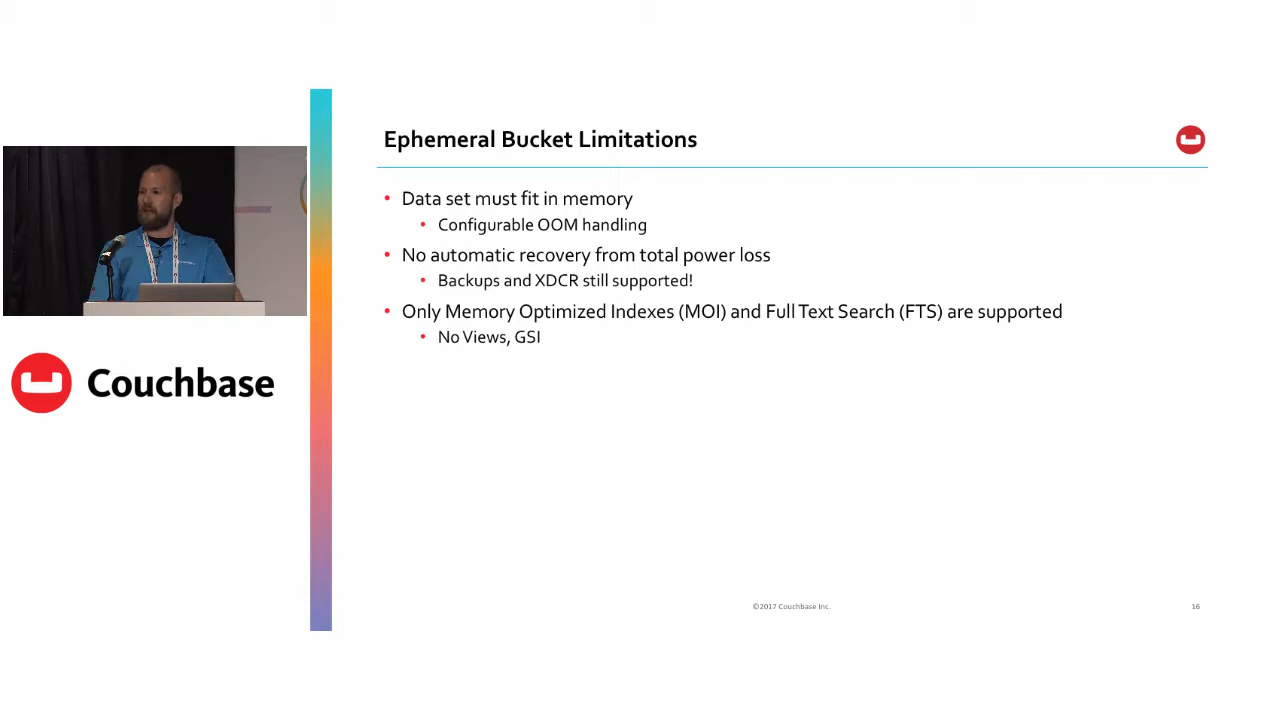 Ephemeral Bucket Limitations
• Data set must fit in memory
• Configurable OOM handling
• No automatic recovery from total power loss
• Backups and XDCR still supported!
• Only Memory Optimized Indexes (MOI) and Full Text Search (FTS) are supported
• No Views, GSI
Couchbase
©2017 Couchbase Inc.
16